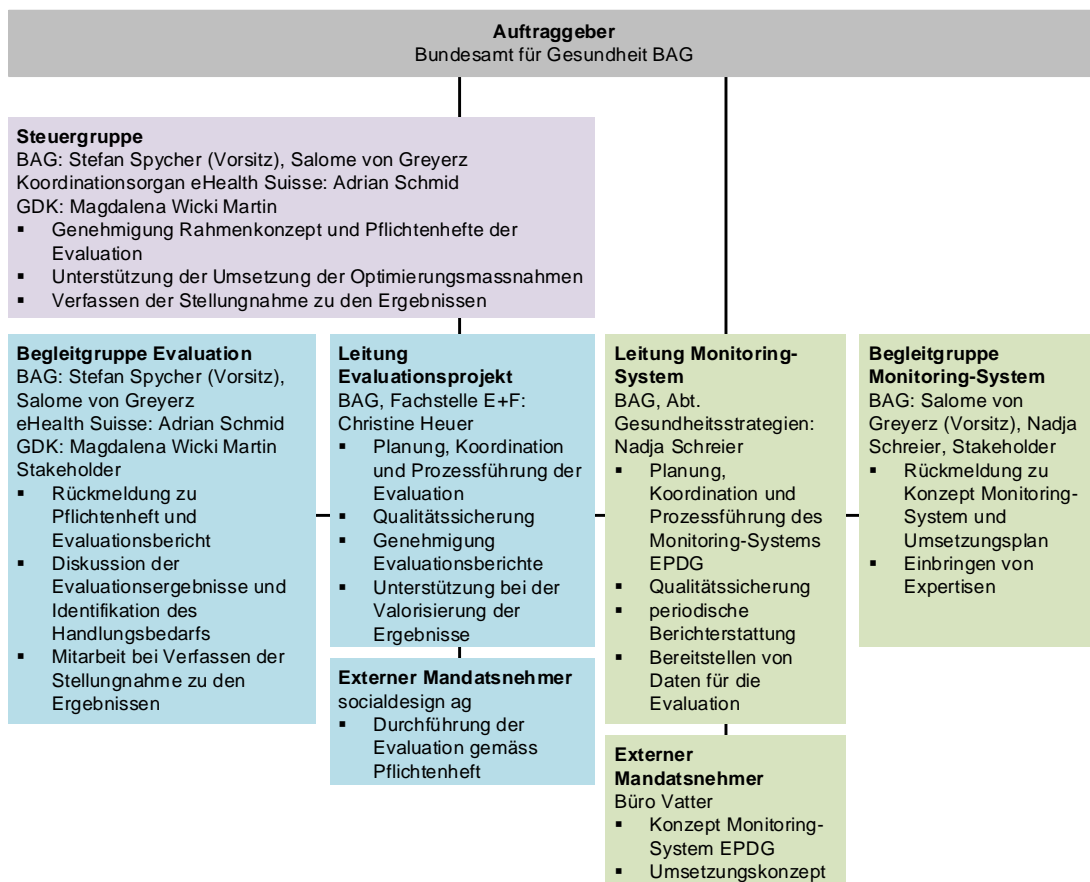 Auftraggeber
Bundesamt für Gesundheit BAG
Steuergruppe
BAG: Stefan Spycher (Vorsitz), Salome von Greyerz
Koordinationsorgan eHealth Suisse: Adrian Schmid
GDK: Magdalena Wicki Martin
▪ Genehmigung Rahmenkonzept und Pflichtenhefte der
Evaluation
▪ Unterstützung der Umsetzung der Optimierungsmassnahmen
▪ Verfassen der Stellungnahme zu den Ergebnissen
Begleitgruppe Evaluation
BAG: Stefan Spycher (Vorsitz),
Salome von Greyerz
eHealth Suisse: Adrian Schmid
GDK: Magdalena Wicki Martin
Stakeholder
▪ Rückmeldung zu
Pflichtenheft und
Evaluationsbericht
▪ Diskussion der
Evaluationsergebnisse und
Identifikation des
Handlungsbedarfs
▪ Mitarbeit bei Verfassen der
Stellungnahme zu den
Ergebnissen
Leitung
Evaluationsprojekt
BAG, Fachstelle E+F:
Christine Heuer
▪ Planung, Koordination
und Prozessführung der
Evaluation
▪ Qualitätssicherung
▪ Genehmigung
Evaluationsberichte
▪ Unterstützung bei der
Valorisierung der
Ergebnisse
Externer Mandatsnehmer
socialdesign ag
▪ Durchführung der
Evaluation gemäss
Pflichtenheft
Leitung Monitoring-
System
BAG, Abt.
Gesundheitsstrategien:
Nadja Schreier
▪ Planung,
Koordination und
Prozessführung des
Monitoring-Systems
EPDG
▪ Qualitätssicherung
▪ periodische
Berichterstattung
▪ Bereitstellen von
Daten für die
Evaluation
Externer
Mandatsnehmer
Büro Vatter
▪ Konzept Monitoring-
System EPDG
▪ Umsetzungskonzept
Begleitgruppe
Monitoring-System
BAG: Salome von
Greyerz (Vorsitz), Nadja
Schreier, Stakeholder
▪ Rückmeldung zu
Konzept Monitoring-
System und
Umsetzungsplan
▪ Einbringen von
Expertisen